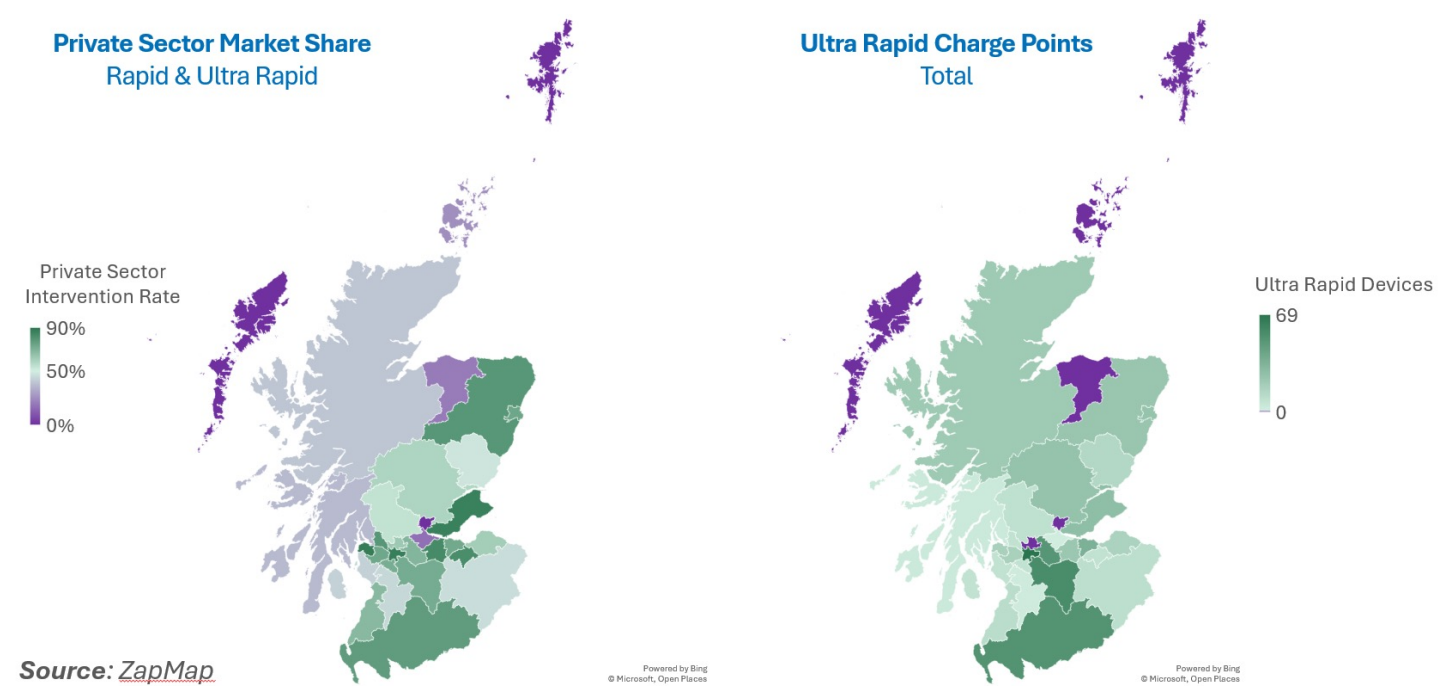 Private Sector Market Share
Rapid & Ultra Rapid
Private Sector
Intervention Rate
90%
50%
0%
Source: ZapMap
Powered by Bing
© Microsoft, Open Places
Ultra Rapid Charge Points
Total
Ultra Rapid Devices
69
0
Powered by Bing
© Microsoft, Open Places